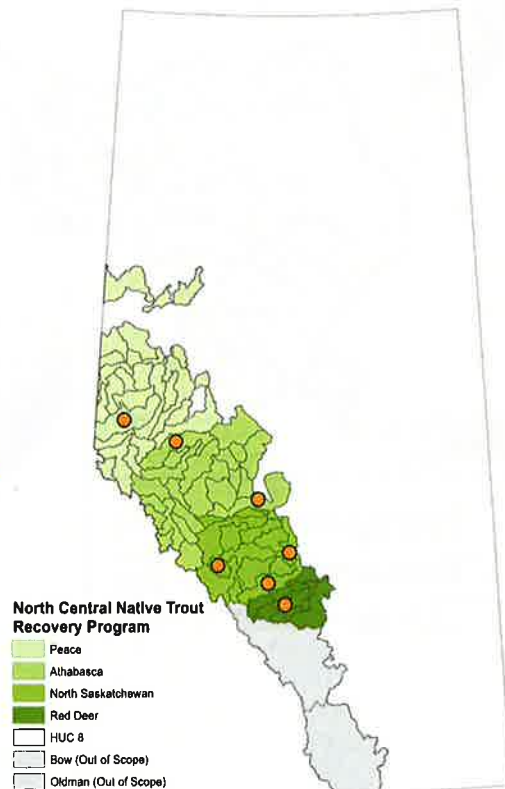 North Central Native Trout
Recovery Program
Peace
Athabasca
North Saskatchewan
Red Deer
HUC 8
Bow (Out of Scope)
Oldman (Out of Scope)